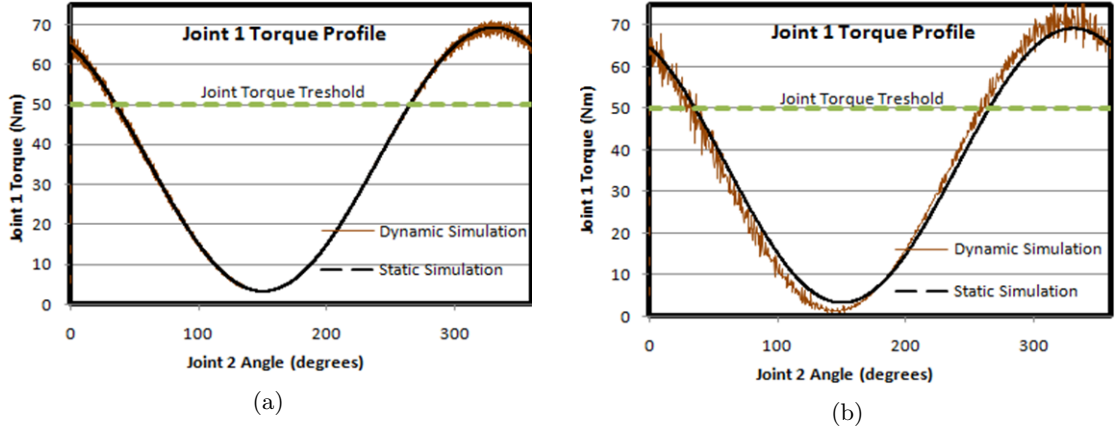 Joint 1 Torque Profile
70
60
50
40
30
20
10
0
Joint 1 Torque (Nm)
Joint Torque Treshold
Dynamic Simulation
Static Simulation
0 100 200 300
Joint 2 Angle (degrees)
(a)
Joint 1 Torque Profile
70
60
50
40
30
20
10
0
Joint 1 Torque (Nm)
Joint Torque Treshold
Dynamic Simulation
Static Simulation
0 100 200 300
Joint 2 Angle (degrees)
(b)